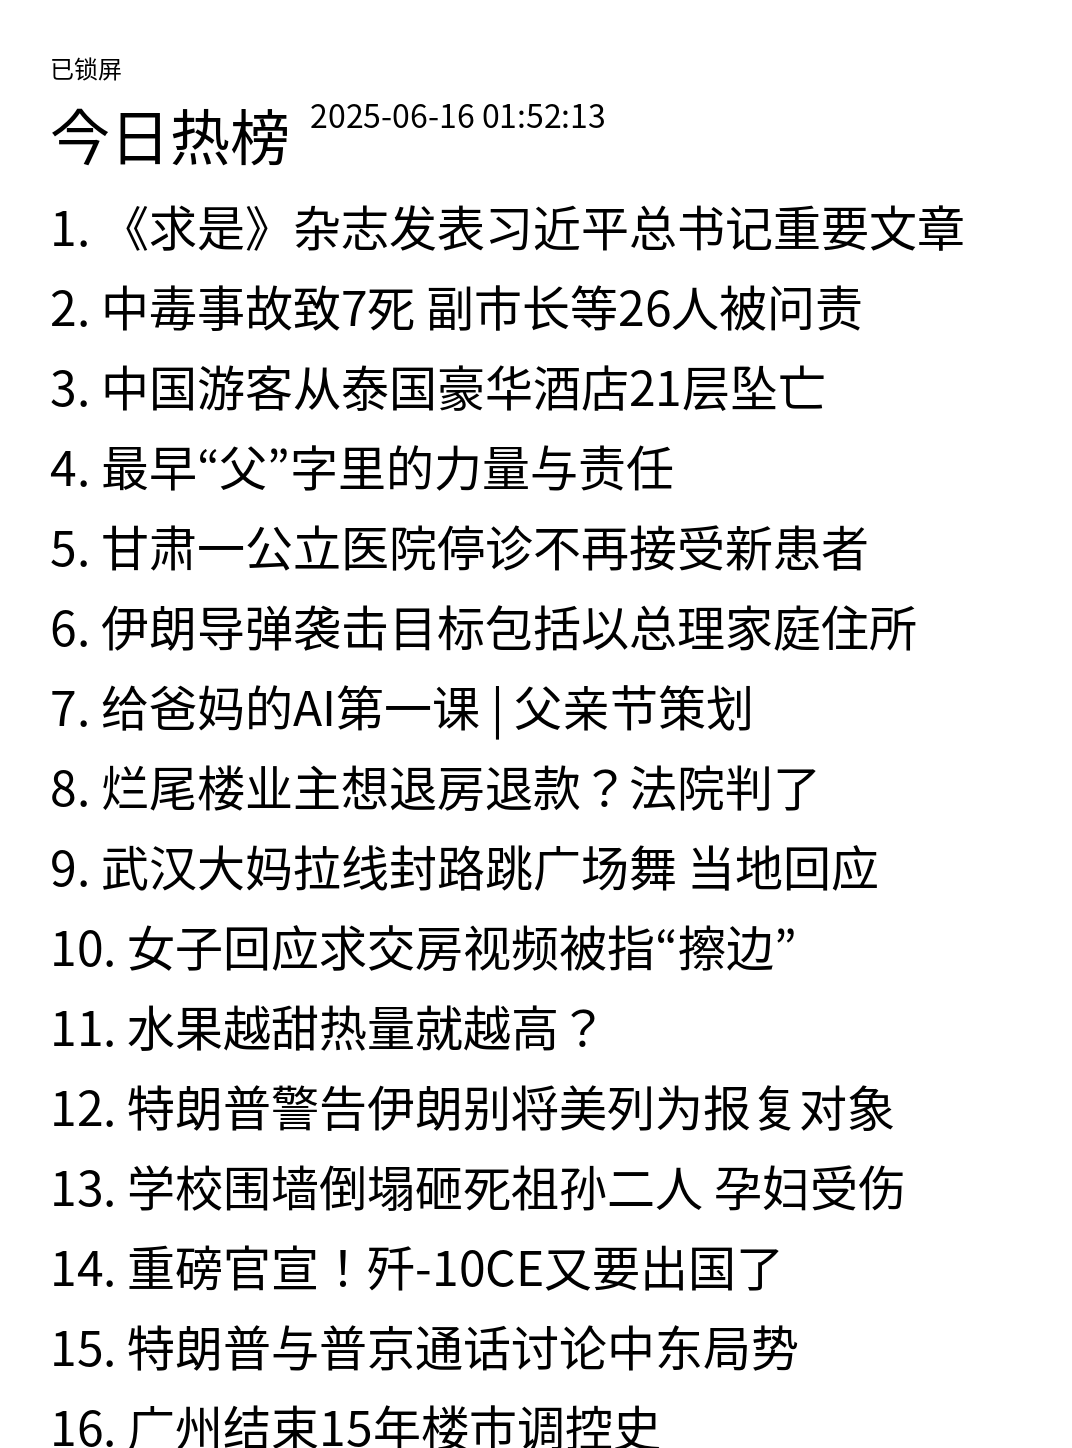 已锁屏
今日热榜 2025-06-16 01:52:13
1. 《求是》杂志发表习近平总书记重要文章
2. 中毒事故致7死 副市长等26人被问责
3. 中国游客从泰国豪华酒店21层坠亡
4. 最早“父”字里的力量与责任
5. 甘肃一公立医院停诊不再接受新患者
6. 伊朗导弹袭击目标包括以总理家庭住所
7. 给爸妈的AI第一课 | 父亲节策划
8. 烂尾楼业主想退房退款？法院判了
9. 武汉大妈拉线封路跳广场舞 当地回应
10. 女子回应求交房视频被指“擦边”
11. 水果越甜热量就越高？
12. 特朗普警告伊朗别将美列为报复对象
13. 学校围墙倒塌砸死祖孙二人 孕妇受伤
14. 重磅官宣！歼-10CE又要出国了
15. 特朗普与普京通话讨论中东局势
16. 广州结束15年楼市调控史